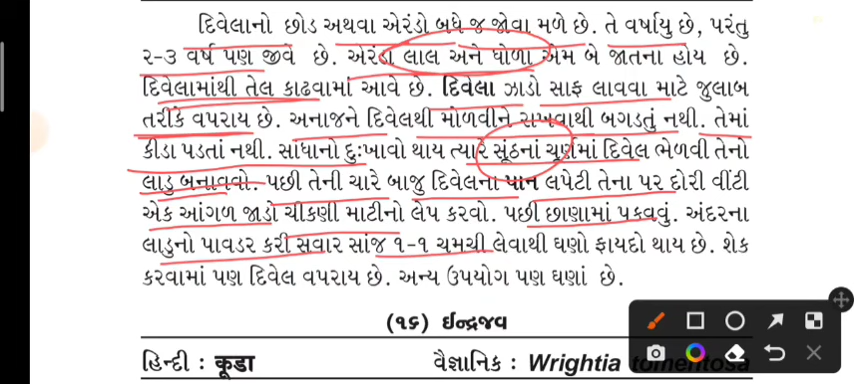 દિવેલાનો છોડ અથવા એરંડો બધે જ જોવા મળે છે. તે વર્ષાયુ છે, પરંતુ
૨-૩ વર્ષ પણ જીવે છે. એરંડા લાલ અને ધોળા એમ બે જાતના હોય છે.
દિવેલામાંથી તેલ કાઢવામાં આવે છે. દિવેલા ઝાડો સાફ લાવવા માટે જુલાબ
તરીકે વપરાય છે. અનાજને દિવેલથી મોળવીને રાખવાથી બગડતું નથી. તેમાં
કીડા પડતાં નથી. સાંધાનો દુઃખાવો થાય ત્યારે સૂંઠનાં ચૂર્ણમાં દિવેલ ભેળવી તેનો
લાડુ બનાવવો. પછી તેની ચારે બાજુ દિવેલના પાન લપેટી તેના પર દોરી વીંટી
એક આંગળ જાડો ચીકણી માટીનો લેપ કરવો. પછી છાણામાં પકવવું. અંદરના
લાડુનો પાવડર કરી સવાર સાંજ ૧-૧ ચમચી લેવાથી ઘણો ફાયદો થાય છે. શેક
કરવામાં પણ દિવેલ વપરાય છે. અન્ય ઉપયોગ પણ ઘણાં છે.
(૧૬) ઈન્દ્રજવ
હિન્દી : कूडा વૈજ્ઞાનિક : Wrightia tomentosa